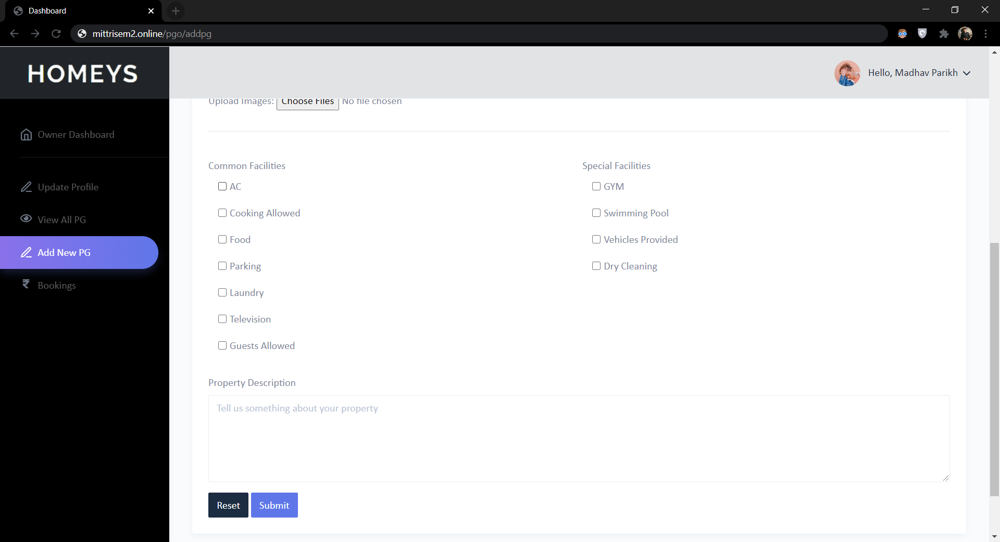 Dashboard
mittrisem2.online/pgo/addpg
HOMEYS
Hello, Madhav Parikh
Owner Dashboard
Update Profile
View All PG
Add New PG
Bookings
Upload Images: Choose Files No file chosen
Common Facilities
AC
Cooking Allowed
Food
Parking
Laundry
Television
Guests Allowed
Special Facilities
GYM
Swimming Pool
Vehicles Provided
Dry Cleaning
Property Description
Tell us something about your property
Reset Submit